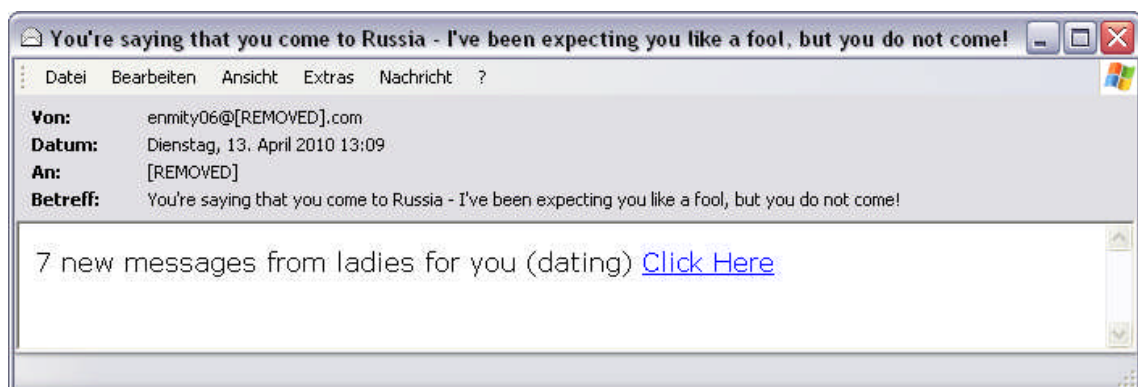 You're saying that you come to Russia - I've been expecting you like a fool, but you do not come!
Datei Bearbeiten Ansicht Extras Nachricht ?
Von: enmity06@[REMOVED].com
Datum: Dienstag, 13. April 2010 13:09
An: [REMOVED]
Betreff: You're saying that you come to Russia - I've been expecting you like a fool, but you do not come!
7 new messages from ladies for you (dating) Click Here